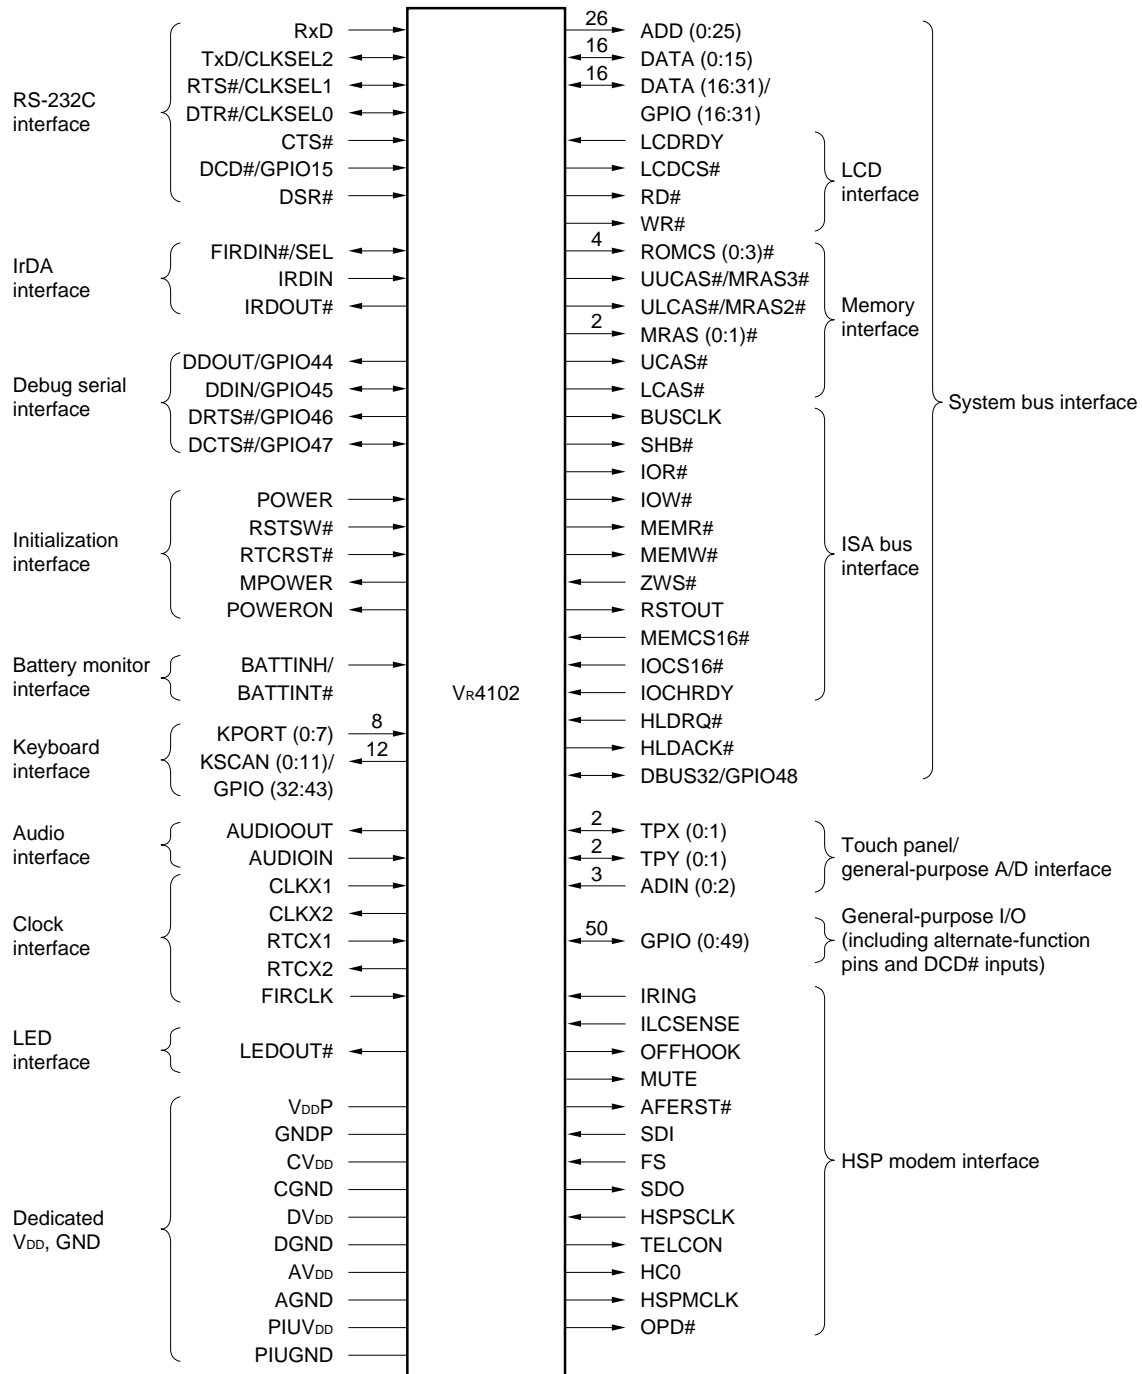 RS-232C
interface
RxD
TxD/CLKSEL2
RTS#/CLKSEL1
DTR#/CLKSEL0
CTS#
DCD#/GPIO15
DSR#
IrDA
interface
FIRDIN#/SEL
IRDIN
IRDOUT#
Debug serial
interface
DDOUT/GPIO44
DDIN/GPIO45
DRTS#/GPIO46
DCTS#/GPIO47
Initialization
interface
POWER
RSTSW#
RTCRST#
MPOWER
POWERON
Battery monitor
interface
BATTINH/
BATTINT#
Keyboard
interface
KPORT (0:7)
8
KSCAN (0:11)/
12
GPIO (32:43)
Audio
interface
AUDIOOUT
AUDIOIN
Clock
interface
CLKX1
CLKX2
RTCX1
RTCX2
FIRCLK
LED
interface
LEDOUT#
Dedicated
VDD, GND
VDDP
GNDP
CVDD
CGND
DVDD
DGND
AVDD
AGND
PIUVDD
PIUGND
VR4102
26
ADD (0:25)
16
DATA (0:15)
16
DATA (16:31)/
GPIO (16:31)
LCDRDY
LCDCS#
RD#
WR#
LCD
interface
4
ROMCS (0:3)#
UUCAS#/MRAS3#
ULCAS#/MRAS2#
2
MRAS (0:1)#
UCAS#
LCAS#
Memory
interface
BUSCLK
SHB#
IOR#
IOW#
MEMR#
MEMW#
ZWS#
RSTOUT
MEMCS16#
IOCS16#
IOCHRDY
ISA bus
interface
HLDRQ#
HLDACK#
DBUS32/GPIO48
System bus interface
2
TPX (0:1)
2
TPY (0:1)
3
ADIN (0:2)
Touch panel/
general-purpose A/D interface
50
GPIO (0:49)
General-purpose I/O
(including alternate-function
pins and DCD# inputs)
IRING
ILCSENSE
OFFHOOK
MUTE
AFERST#
SDI
FS
SDO
HSPSCLK
TELCON
HC0
HSPMCLK
OPD#
HSP modem interface